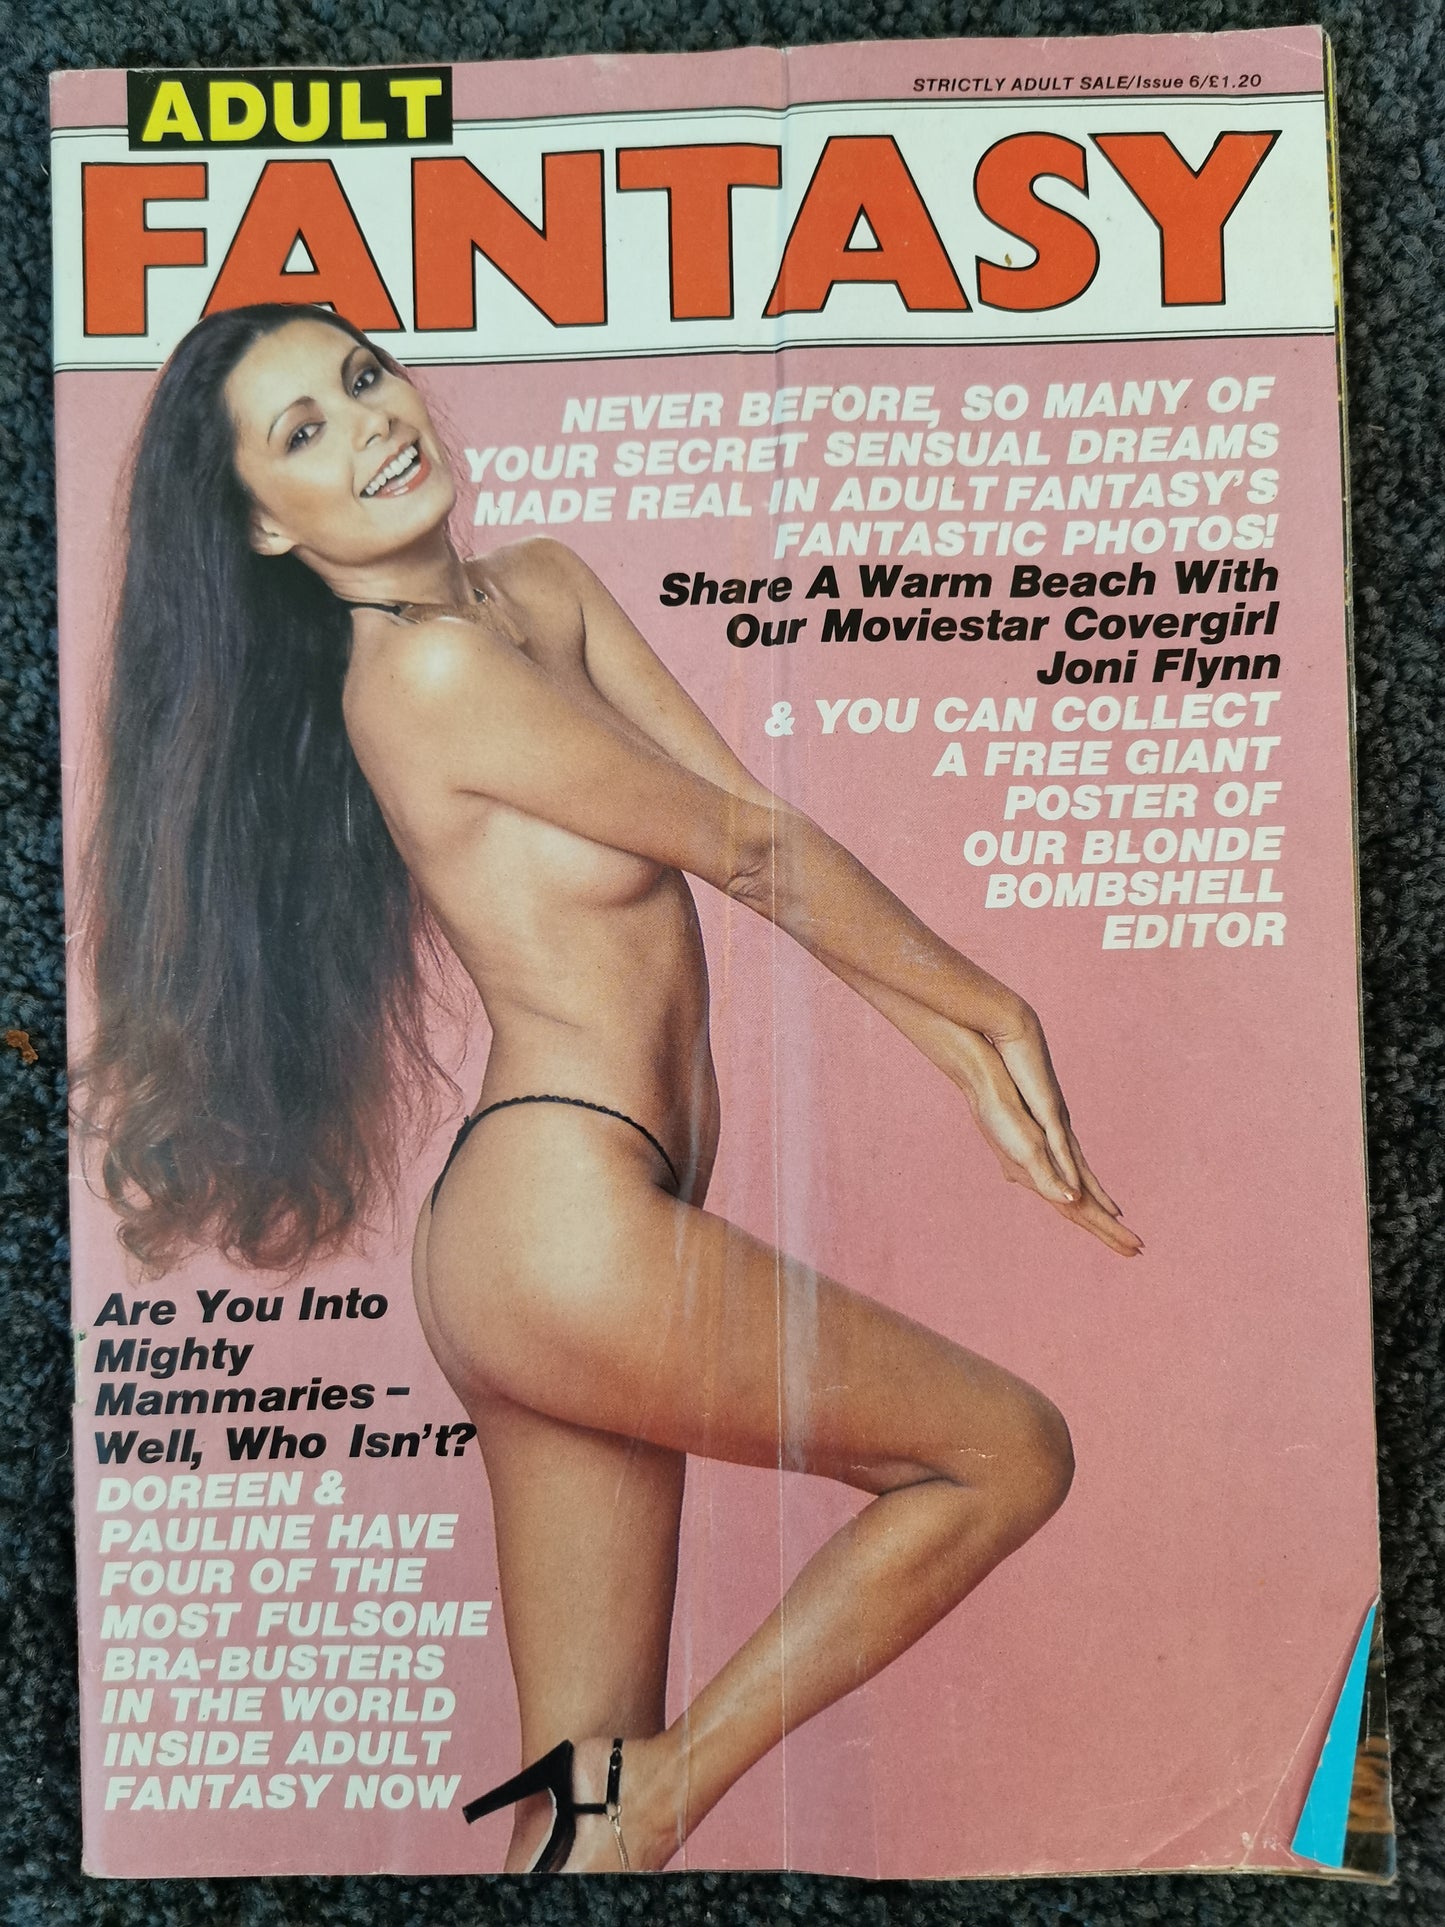 ADULT
STRICTLY ADULT SALE/Issue 6/£1.20
FANTASY
NEVER BEFORE, SO MANY OF
YOUR SECRET SENSUAL DREAMS
MADE REAL IN ADULT FANTASY'S
FANTASTIC PHOTOS!
Share A Warm Beach With
Our Moviestar Covergirl
Joni Flynn
& YOU CAN COLLECT
A FREE GIANT
POSTER OF
OUR BLONDE
BOMBSHELL
EDITOR
Are You Into
Mighty
Mammaries –
Well, Who Isn't?
DOREEN &
PAULINE HAVE
FOUR OF THE
MOST FULSOME
BRA-BUSTERS
IN THE WORLD
INSIDE ADULT
FANTASY NOW